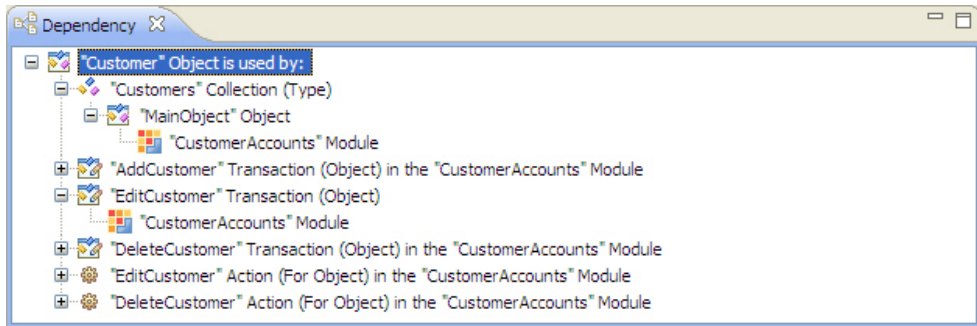 Dependency
"Customer" Object is used by:
"Customers" Collection (Type)
"MainObject" Object
"CustomerAccounts" Module
"AddCustomer" Transaction (Object) in the "CustomerAccounts" Module
"EditCustomer" Transaction (Object)
"CustomerAccounts" Module
"DeleteCustomer" Transaction (Object) in the "CustomerAccounts" Module
"EditCustomer" Action (For Object) in the "CustomerAccounts" Module
"DeleteCustomer" Action (For Object) in the "CustomerAccounts" Module